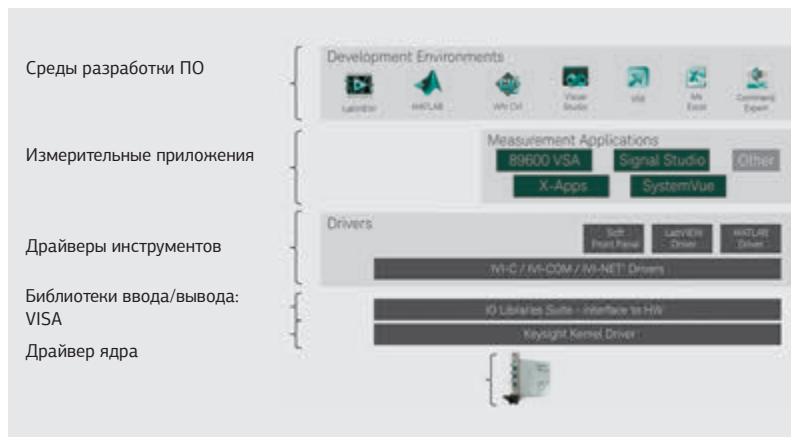 Среды разработки ПО
Development Environments
LabVIEW
MATLAB
Visual
Studio
VEE
MS
Excel
Command
Expert
Измерительные приложения
Measurement Applications
89600 VSA
Signal Studio
Other
X-Apps
SystemVue
Драйверы инструментов
Drivers
Soft
Front Panel
LabVIEW
Driver
MATLAB
Driver
IVI-C / IVI-COM / IVI-NET Drivers
Библиотеки ввода/вывода:
VISA
IO Libraries Suite - interface to HW
Keysight Kernel Driver
Драйвер ядра